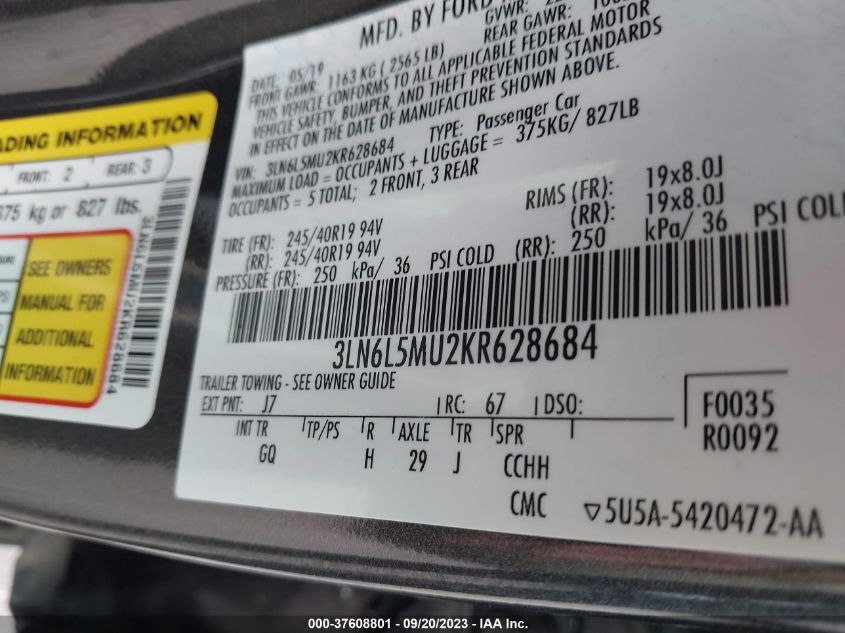 MFD. BY FORD
GVWR:
DATE: 05/19
REAR GAWR:
FRONT GAWR: 1163 KG ( 2565 LB)
THIS VEHICLE CONFORMS TO ALL APPLICABLE FEDERAL MOTOR
VEHICLE SAFETY, BUMPER, AND THEFT PREVENTION STANDARDS
IN EFFECT ON THE DATE OF MANUFACTURE SHOWN ABOVE.
VIN: 3LN6L5MU2KR628684 TYPE: Passenger Car
MAXIMUM LOAD = OCCUPANTS + LUGGAGE = 375KG/ 827LB
OCCUPANTS = 5 TOTAL; 2 FRONT, 3 REAR
TIRE (FR): 245/40R19 94V RIMS (FR): 19x8.0J
(RR): 245/40R19 94V (RR): 19x8.0J
PRESSURE (FR): 250 kPa/ 36 PSI COLD (RR): 250 kPa/ 36 PSI COLD
3LN6L5MU2KR628684
TRAILER TOWING - SEE OWNER GUIDE
EXT PNT: J7 RC: 67 DSO:
F0035
R0092
INT TR TP/PS R AXLE TR SPR
GQ H 29 J CCHH
CMC ▽5U5A-5420472-AA
INFORMATION
FRONT: 2 REAR: 3
kg or 827 lbs.
SEE OWNERS
MANUAL FOR
ADDITIONAL
INFORMATION
3LN6L5MU2KR628684
000-37608801 / 09/20/2023 - IAA Inc.